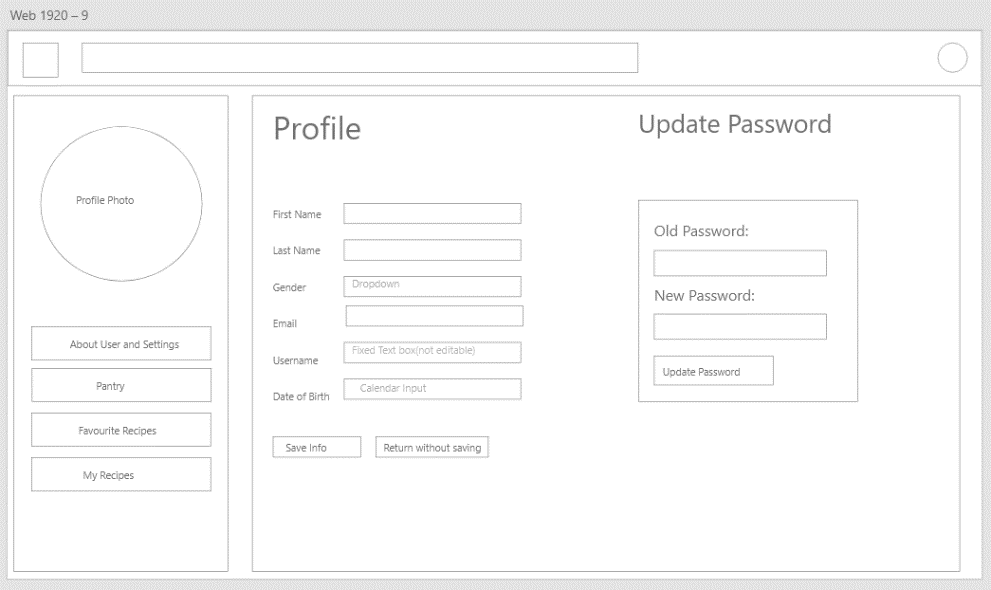 Web 1920 – 9
Profile Photo
About User and Settings
Pantry
Favourite Recipes
My Recipes
Profile
First Name
Last Name
Gender
Dropdown
Email
Username
Fixed Text box(not editable)
Date of Birth
Calendar Input
Save Info
Return without saving
Update Password
Old Password:
New Password:
Update Password